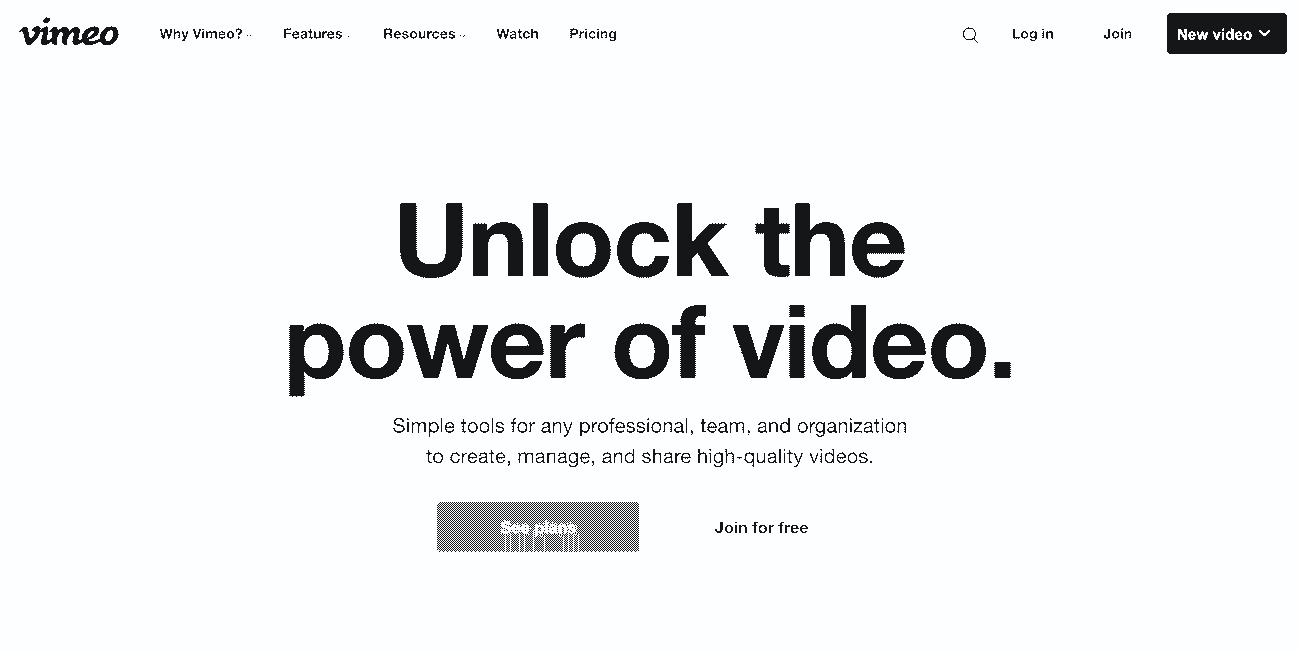 vimeo Why Vimeo? Features Resources Watch Pricing Log in Join New video
Unlock the
power of video.
Simple tools for any professional, team, and organization
to create, manage, and share high-quality videos.
See plans Join for free